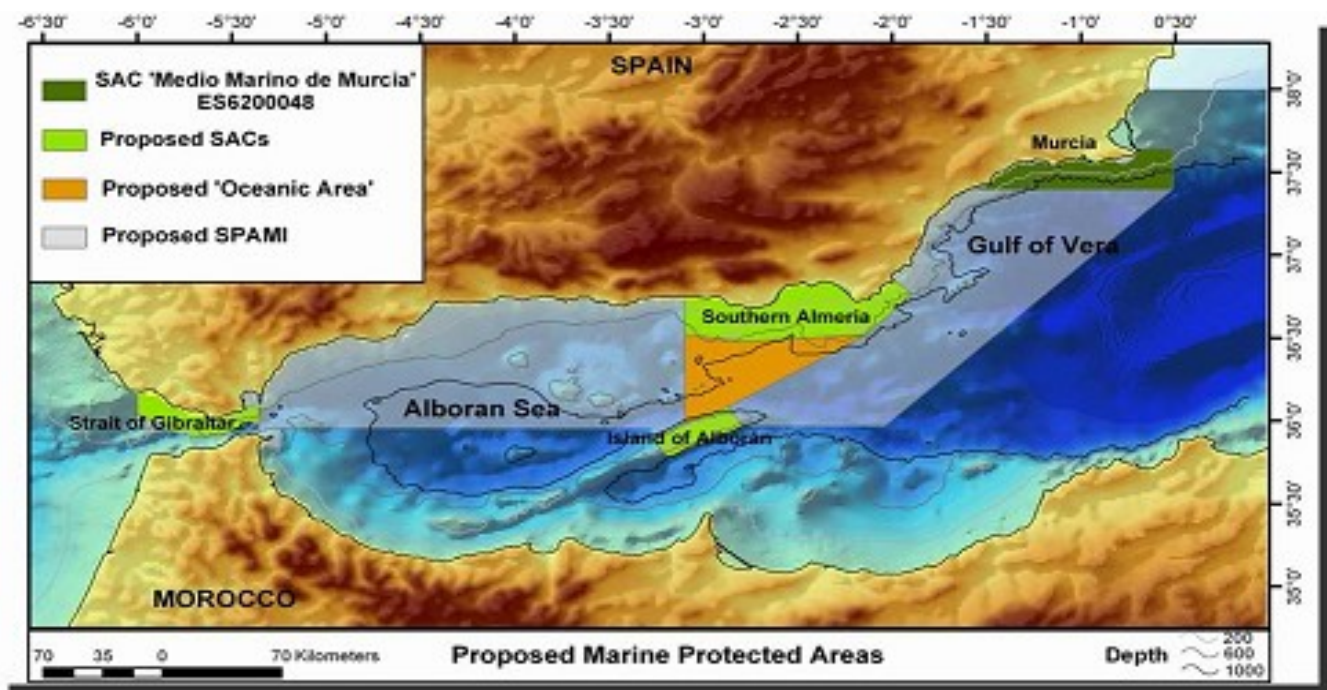 -6°30' -6°0' -5°30' -5°0' -4°30' -4°0' -3°30' -3°0' -2°30' -2°0' -1°30' -1°0' 0°30'
SAC 'Medio Marino de Murcia'
ES6200048
Proposed SACs
Proposed 'Oceanic Area'
Proposed SPAMI
SPAIN
Murcia
Gulf of Vera
Southern Almeria
Alboran Sea
Strait of Gibraltar
Island of Alboran
MOROCCO
38°0'
37°30'
37°0'
36°30'
36°0'
35°30'
35°0'
70 35 0 70 Kilometers
Proposed Marine Protected Areas
Depth
200
600
1000